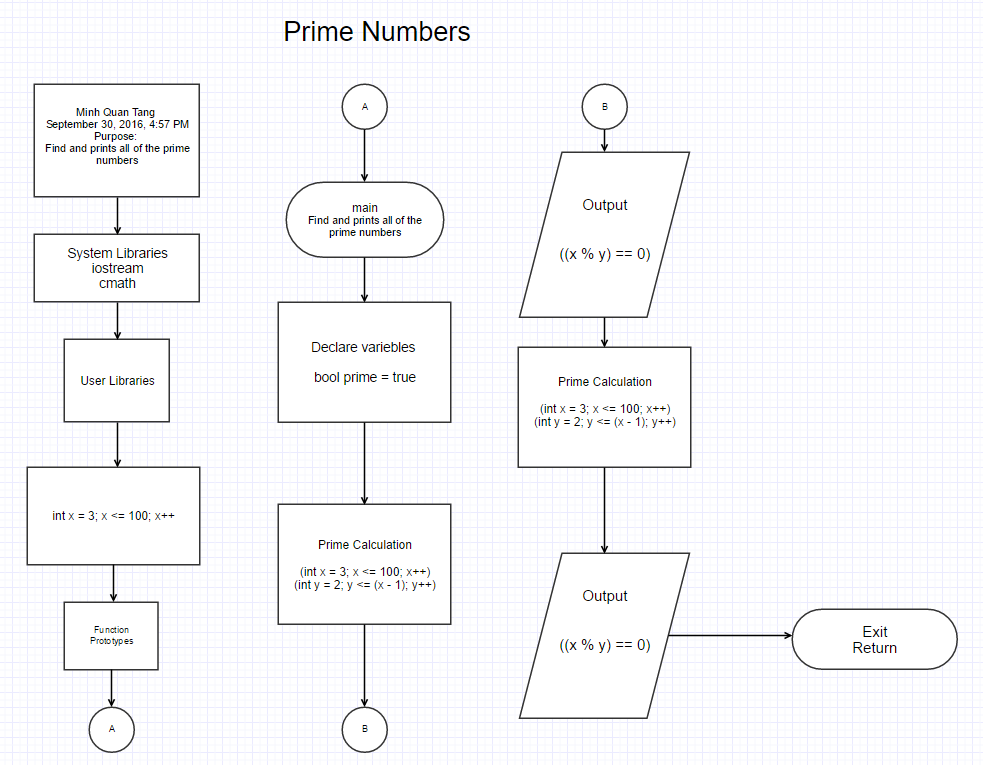 Prime Numbers
Minh Quan Tang
September 30, 2016, 4:57 PM
Purpose:
Find and prints all of the prime
numbers
System Libraries
iostream
cmath
User Libraries
int x = 3; x <= 100; x++
Function
Prototypes
A
A
main
Find and prints all of the
prime numbers
Declare variebles
bool prime = true
Prime Calculation
(int x = 3; x <= 100; x++)
(int y = 2; y <= (x - 1); y++)
B
B
Output
((x % y) == 0)
Prime Calculation
(int x = 3; x <= 100; x++)
(int y = 2; y <= (x - 1); y++)
Output
((x % y) == 0)
Exit
Return